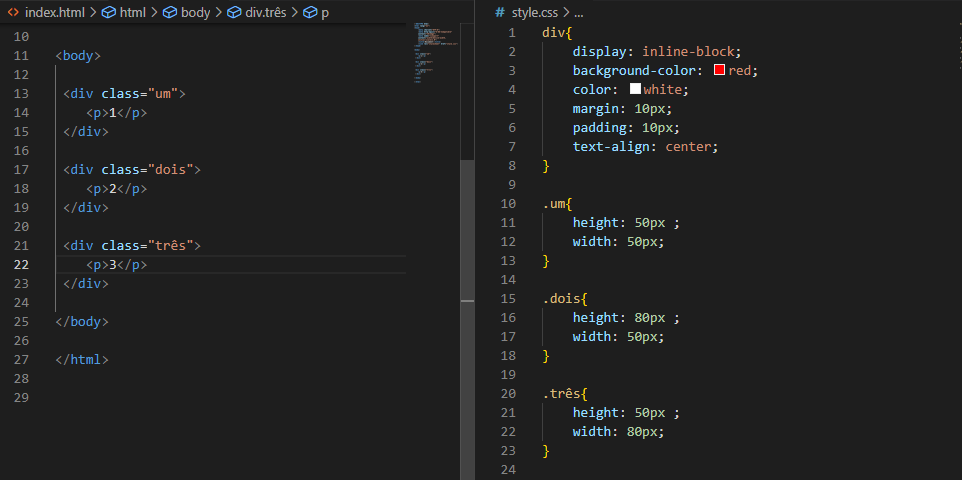 index.html > html > body > div.três > p
10
11 <body>
12
13 <div class="um">
14 <p>1</p>
15 </div>
16
17 <div class="dois">
18 <p>2</p>
19 </div>
20
21 <div class="três">
22 <p>3</p>
23 </div>
24
25 </body>
26
27 </html>
28
29
# style.css > ...
1 div{
2 display: inline-block;
3 background-color: red;
4 color: white;
5 margin: 10px;
6 padding: 10px;
7 text-align: center;
8 }
9
10 .um{
11 height: 50px ;
12 width: 50px;
13 }
14
15 .dois{
16 height: 80px ;
17 width: 50px;
18 }
19
20 .três{
21 height: 50px ;
22 width: 80px;
23 }
24